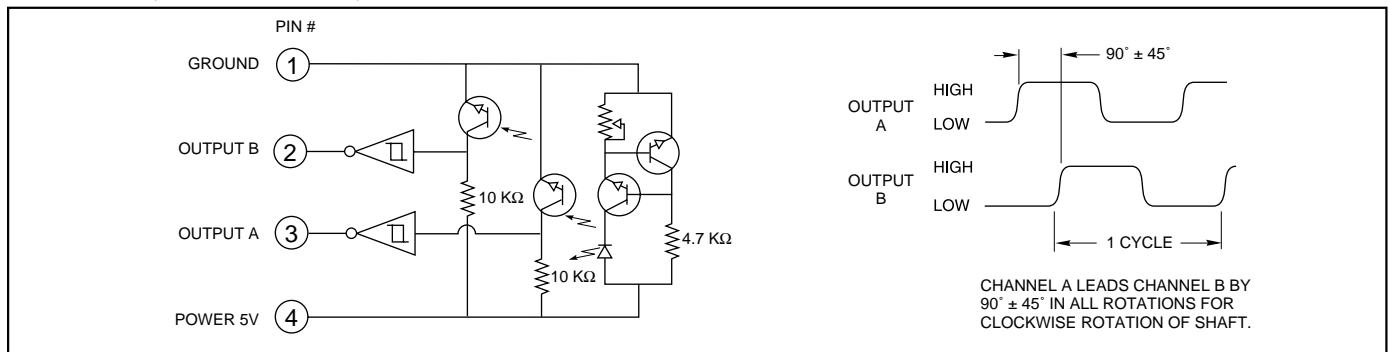 PIN #
GROUND 1
OUTPUT B 2
10 KΩ
OUTPUT A 3
4.7 KΩ
10 KΩ
POWER 5V 4
90˚ ± 45˚
HIGH
OUTPUT
A
LOW
HIGH
OUTPUT
B
LOW
1 CYCLE
CHANNEL A LEADS CHANNEL B BY
90˚ ± 45˚ IN ALL ROTATIONS FOR
CLOCKWISE ROTATION OF SHAFT.